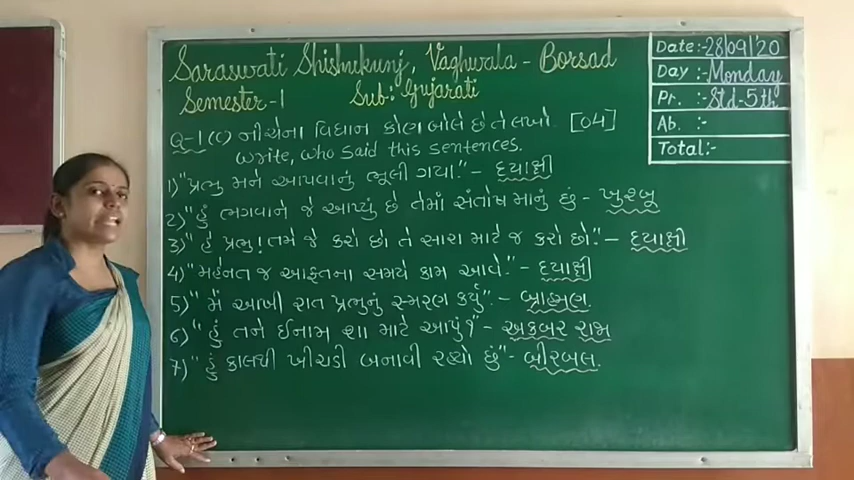 Saraswati Shishukunj, Vaghwala - Borsad
Semester-1 Sub: Gujarati
Date:-28/09/'20
Day:-Monday
Pr.:-Std-5th
Ab.:-
Total:-
Q-1 (C) નીચેના વિધાન કોણ બોલે છે તે લખો. [04]
Write, who said this sentences.
1) "પ્રભુ મને આપવાનું ભૂલી ગયા." - દયાક્ષી
2) "હું ભગવાને જે આપ્યું છે તેમાં સંતોષ માનું છું - ખુશ્બૂ
3) "હે પ્રભુ! તમે જે કરો છો તે સારા માટે જ કરો છો." - દયાક્ષી
4) "મહેનત જ આફતના સમયે કામ આવે." - દયાક્ષી
5) "મેં આખી રાત પ્રભુનું સ્મરણ કર્યું". - બ્રાહ્મણ.
6) "હું તને ઈનામ શા માટે આપું?" - અકબર રામ
7) "હું કાલથી ખીચડી બનાવી રહ્યો છું" - બીરબલ.